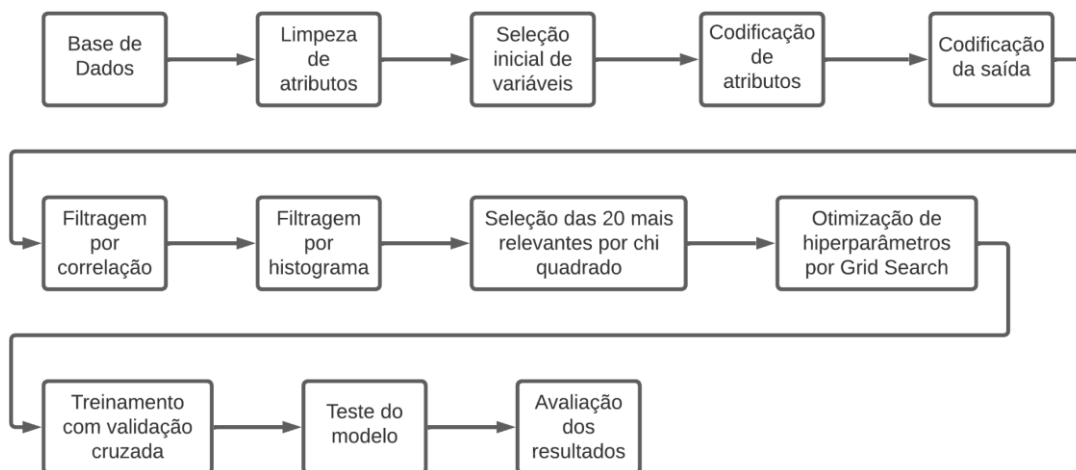 Base de
Dados
Limpeza
de
atributos
Seleção
inicial de
variáveis
Codificação
de
atributos
Codificação
da saída
Filtragem
por
correlação
Filtragem
por
histograma
Seleção das 20 mais
relevantes por chi
quadrado
Otimização de
hiperparâmetros
por Grid Search
Treinamento
com validação
cruzada
Teste do
modelo
Avaliação
dos
resultados